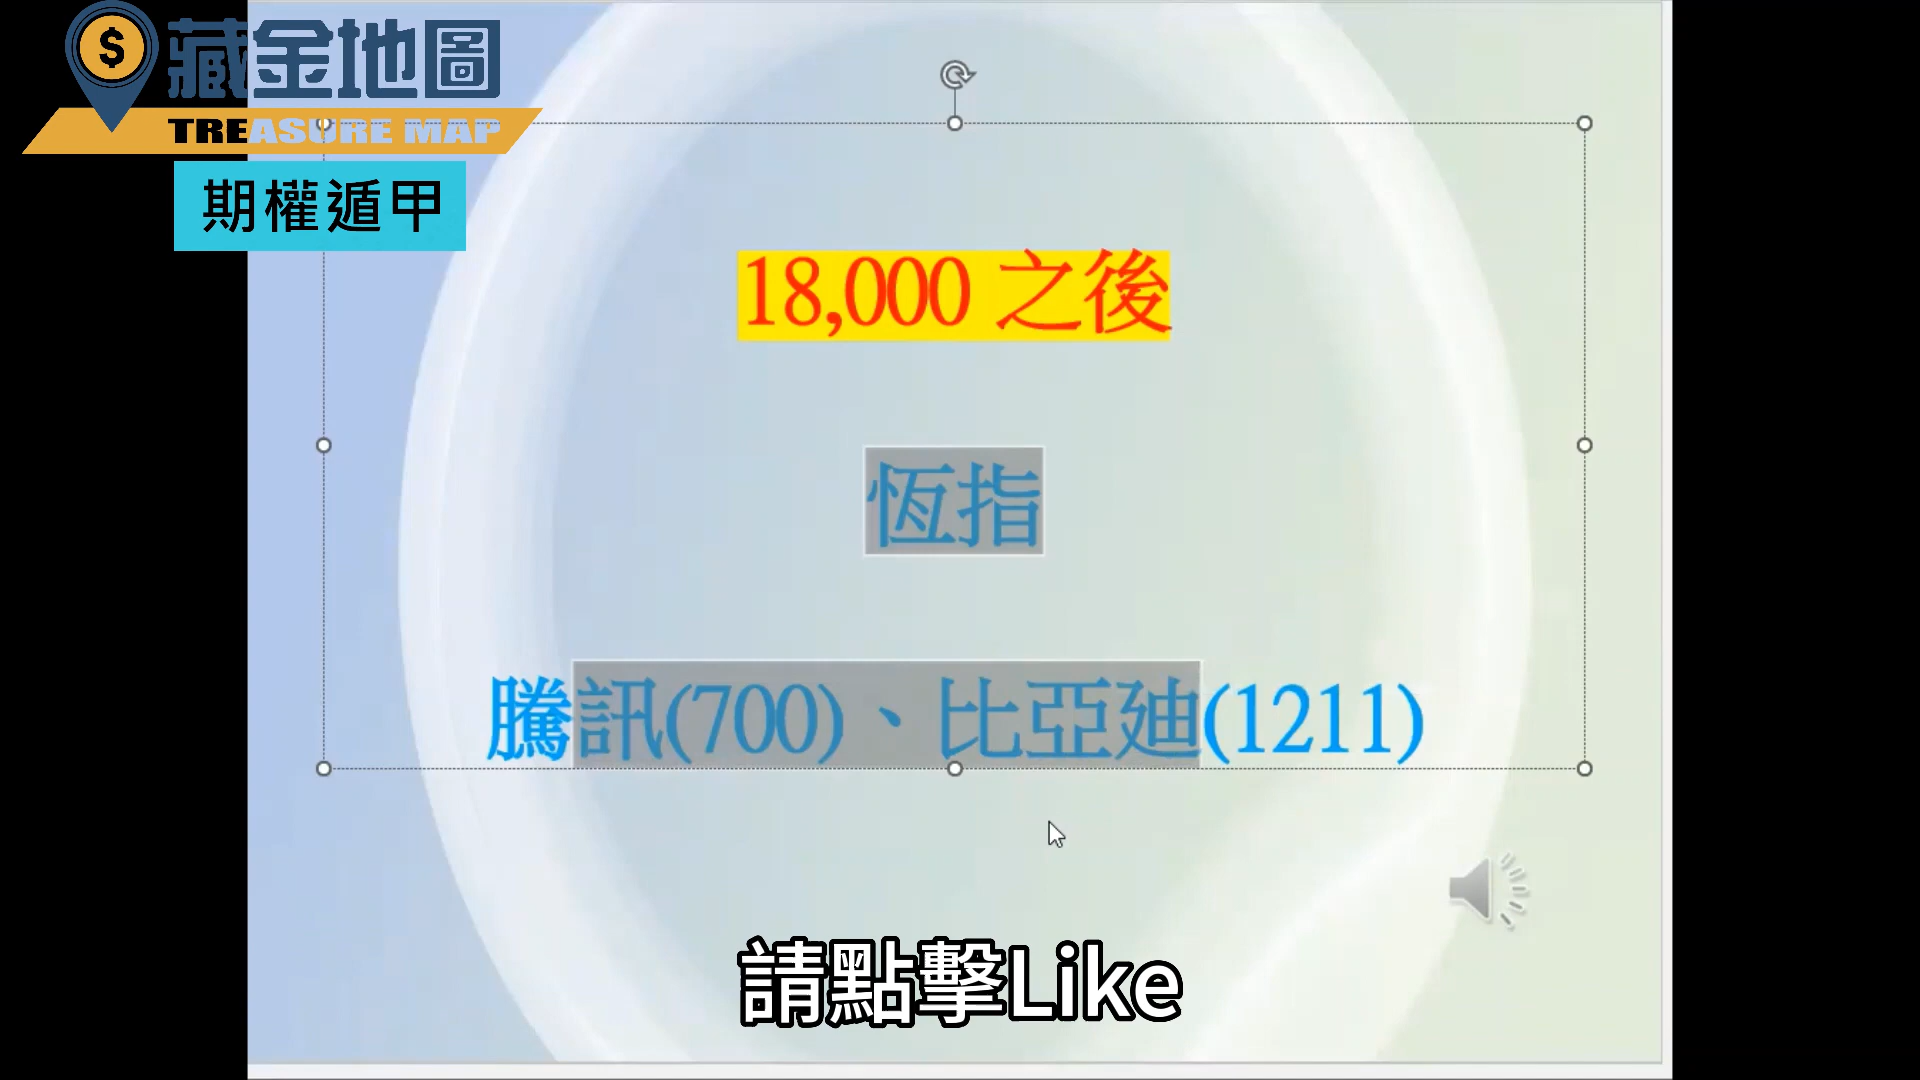 藏金地圖
TREASURE MAP
期權遁甲
18,000 之後
恆指
騰訊(700)、比亞廸(1211)
請點擊Like